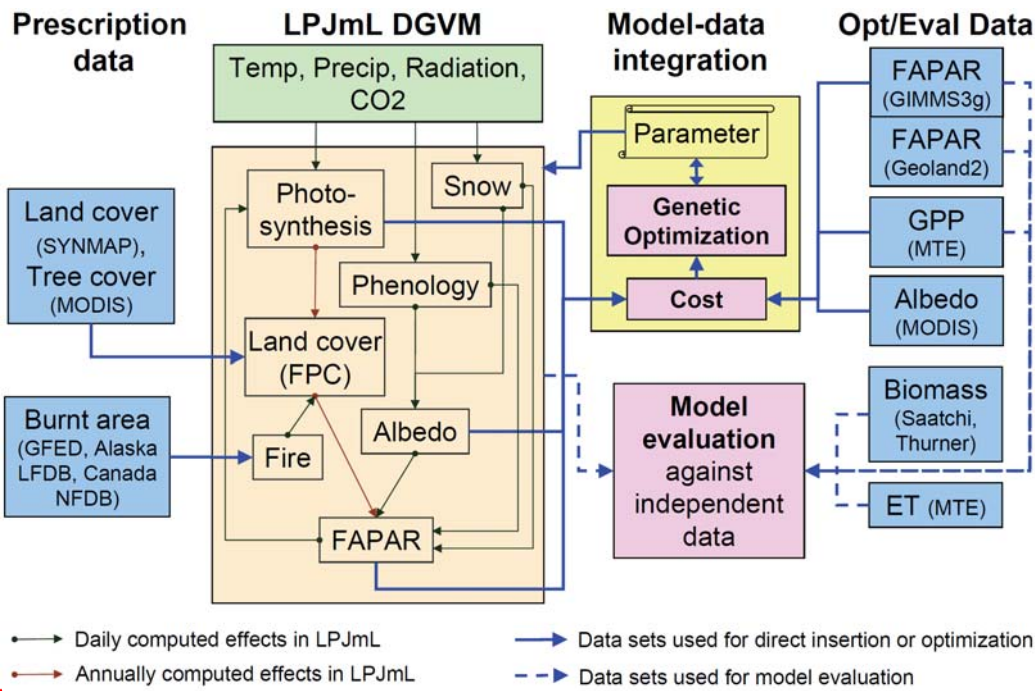 Prescription
data
LPJmL DGVM
Model-data
integration
Opt/Eval Data
Temp, Precip, Radiation,
CO2
Photo-
synthesis
Snow
Phenology
Land cover
(FPC)
Albedo
Fire
FAPAR
Land cover
(SYNMAP),
Tree cover
(MODIS)
Burnt area
(GFED, Alaska
LFDB, Canada
NFDB)
Parameter
Genetic
Optimization
Cost
Model
evaluation
against
independent
data
FAPAR
(GIMMS3g)
FAPAR
(Geoland2)
GPP
(MTE)
Albedo
(MODIS)
Biomass
(Saatchi,
Thurner)
ET (MTE)
Daily computed effects in LPJmL
Annually computed effects in LPJmL
Data sets used for direct insertion or optimization
Data sets used for model evaluation